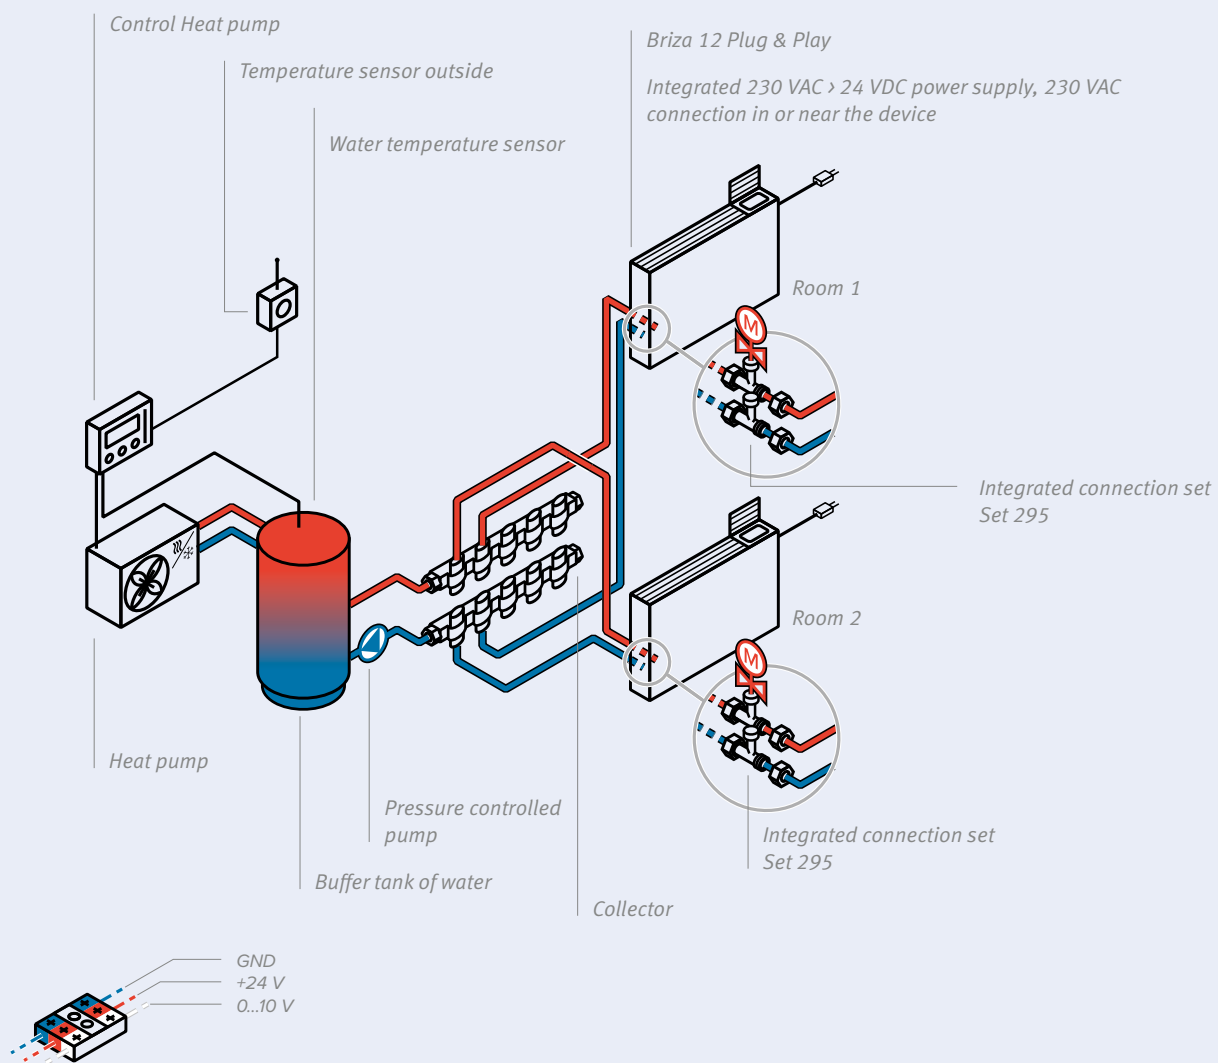 Control Heat pump
Temperature sensor outside
Water temperature sensor
Briza 12 Plug & Play
Integrated 230 VAC › 24 VDC power supply, 230 VAC
connection in or near the device
Room 1
M
Integrated connection set
Set 295
Room 2
M
Integrated connection set
Set 295
Heat pump
Pressure controlled
pump
Buffer tank of water
Collector
GND
+24 V
0...10 V